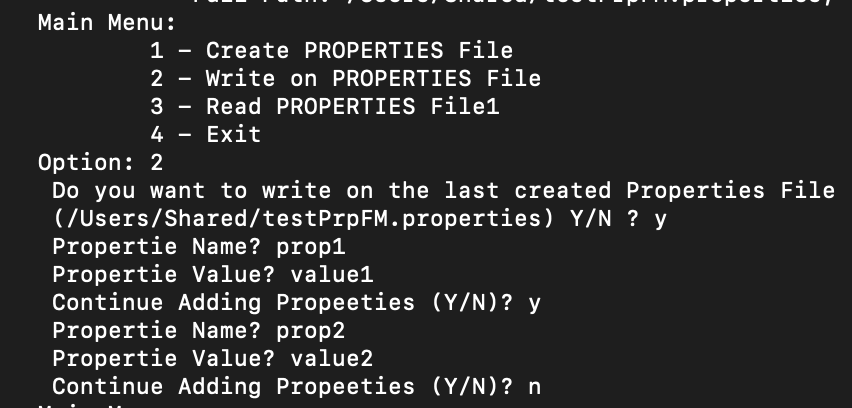 Main Menu:
1 – Create PROPERTIES File
2 – Write on PROPERTIES File
3 – Read PROPERTIES File1
4 – Exit
Option: 2
Do you want to write on the last created Properties File
(/Users/Shared/testPrpFM.properties) Y/N ? y
Propertie Name? prop1
Propertie Value? value1
Continue Adding Propeeties (Y/N)? y
Propertie Name? prop2
Propertie Value? value2
Continue Adding Propeeties (Y/N)? n